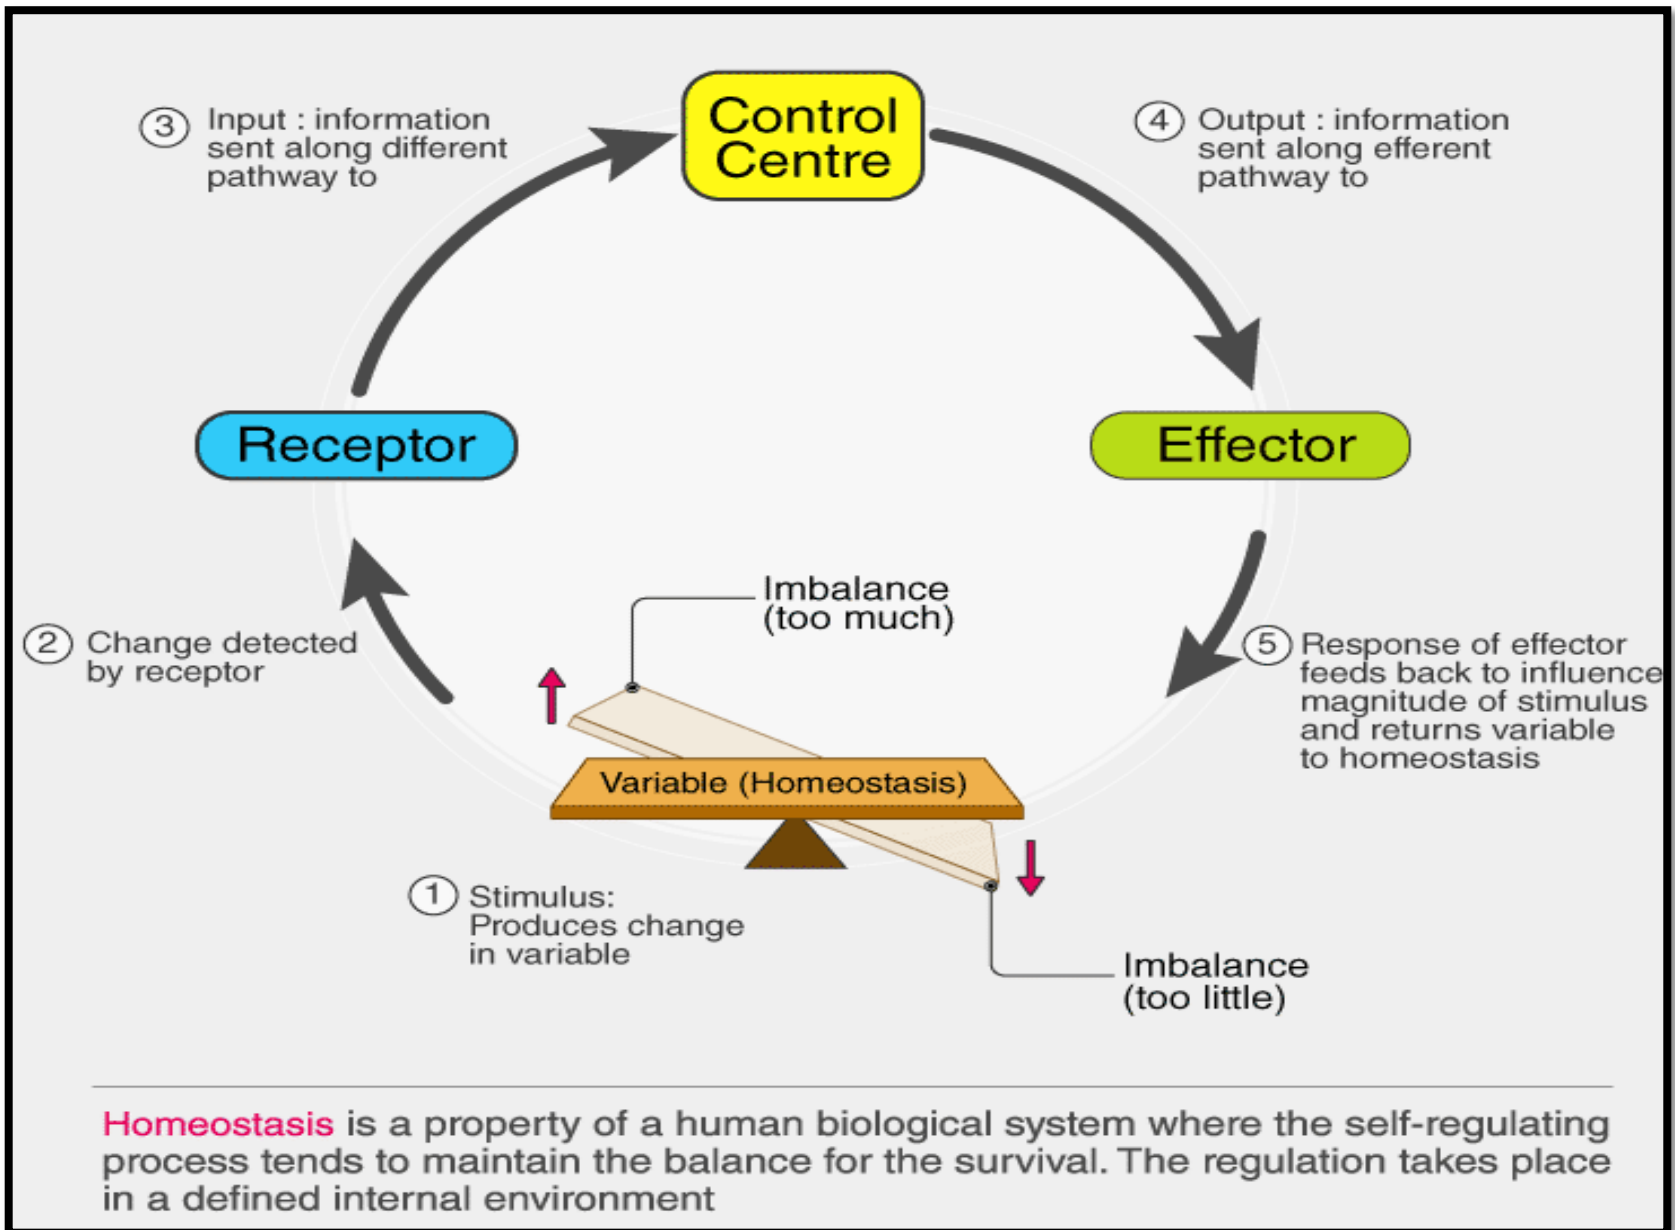 Control
Centre
3
Input : information
sent along different
pathway to
4
Output : information
sent along efferent
pathway to
Receptor
Effector
Imbalance
(too much)
2
Change detected
by receptor
5
Response of effector
feeds back to influence
magnitude of stimulus
and returns variable
to homeostasis
Variable (Homeostasis)
1
Stimulus:
Produces change
in variable
Imbalance
(too little)
Homeostasis is a property of a human biological system where the self-regulating
process tends to maintain the balance for the survival. The regulation takes place
in a defined internal environment